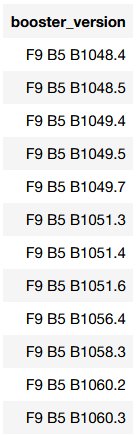 booster_version
F9 B5 B1048.4
F9 B5 B1048.5
F9 B5 B1049.4
F9 B5 B1049.5
F9 B5 B1049.7
F9 B5 B1051.3
F9 B5 B1051.4
F9 B5 B1051.6
F9 B5 B1056.4
F9 B5 B1058.3
F9 B5 B1060.2
F9 B5 B1060.3